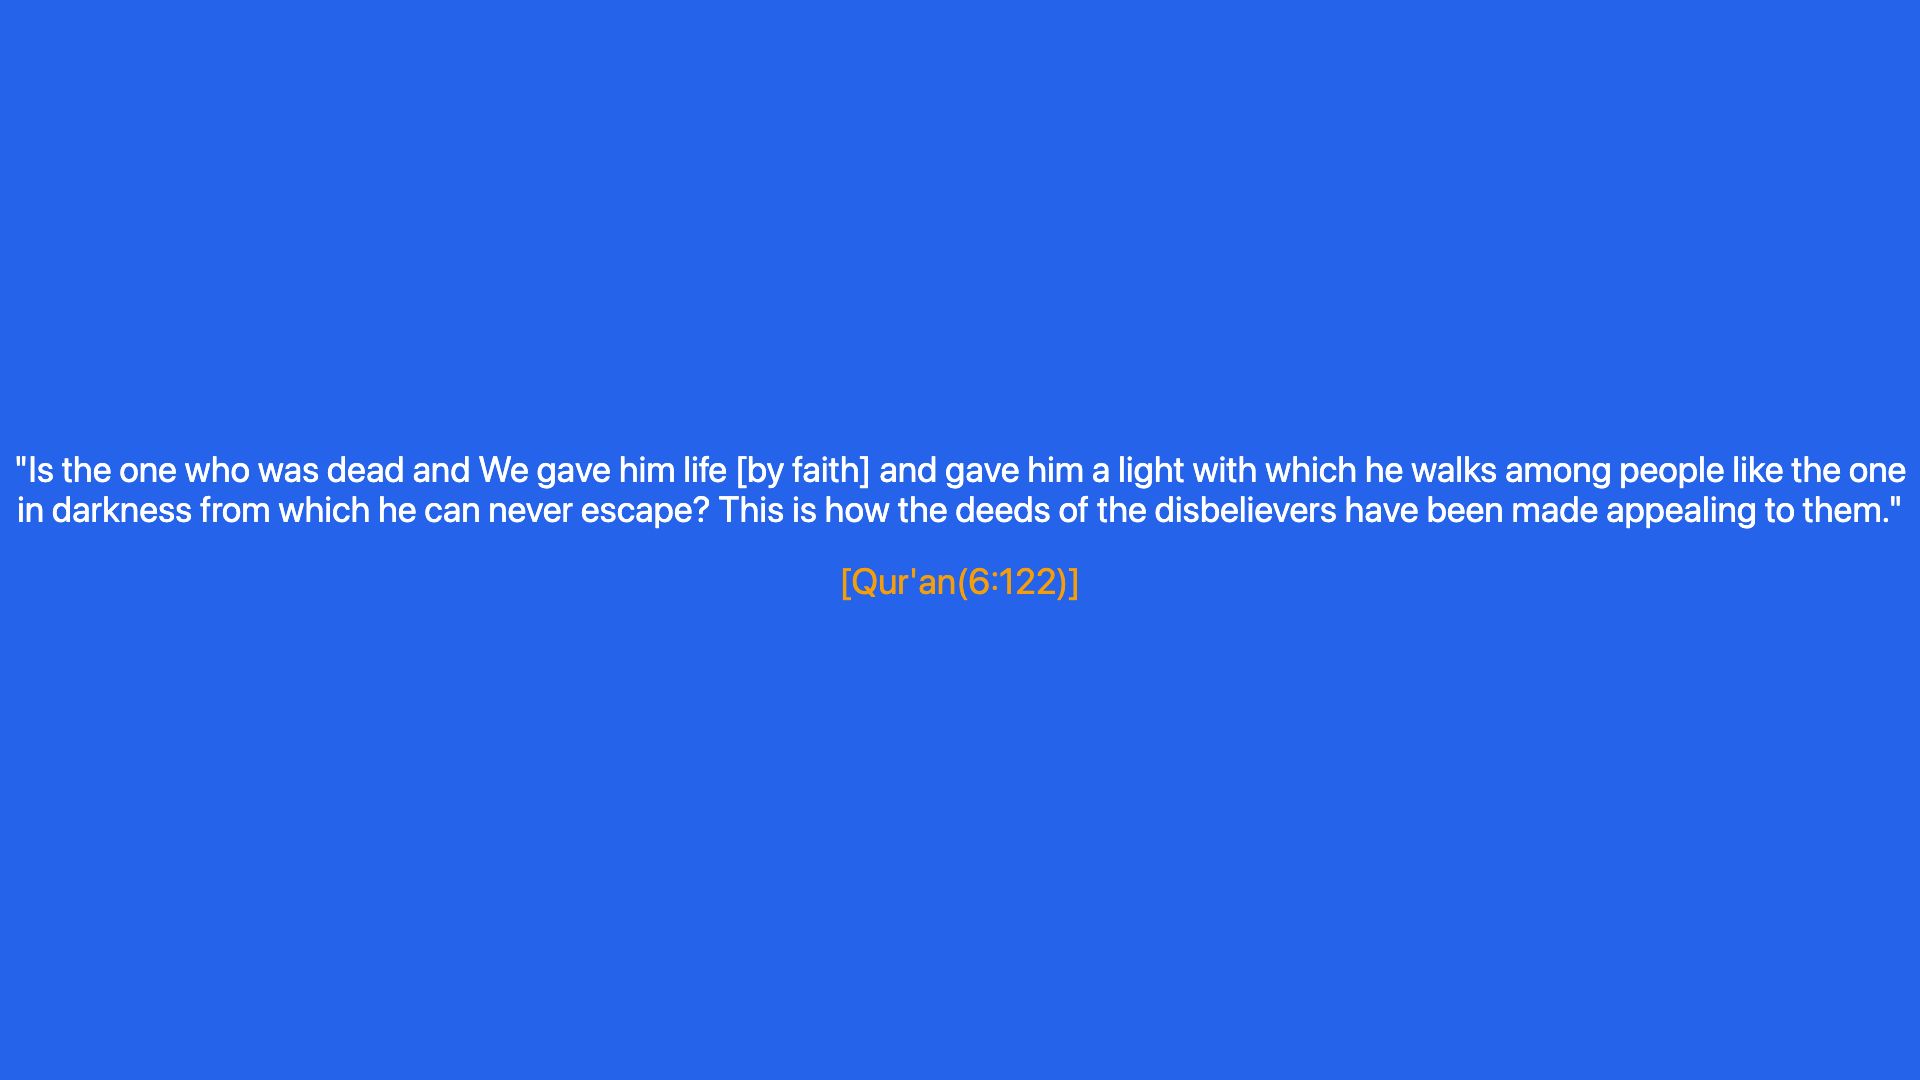 "Is the one who was dead and We gave him life [by faith] and gave him a light with which he walks among people like the one
in darkness from which he can never escape? This is how the deeds of the disbelievers have been made appealing to them."
[Qur'an(6:122)]